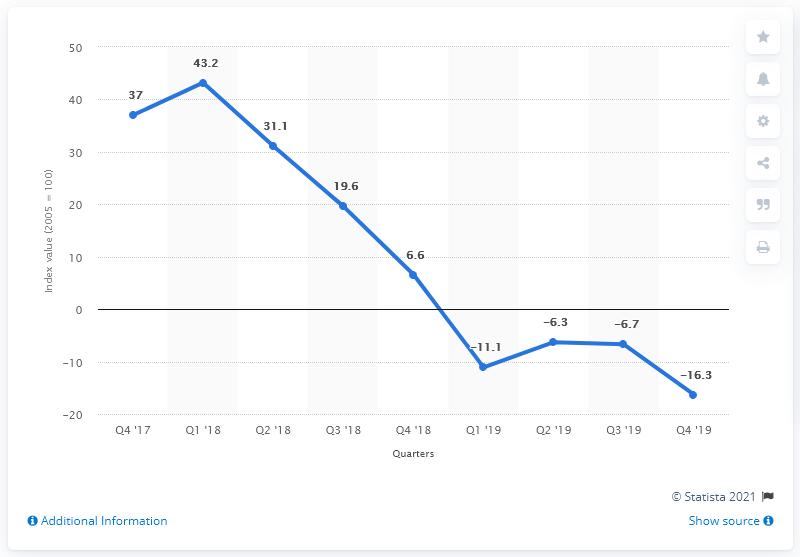 50
40
30
20
10
0
−10
−20
Index value (2005 = 100)
37
43.2
31.1
19.6
6.6
−11.1
−6.3
−6.7
−16.3
Q4 '17
Q1 '18
Q2 '18
Q3 '18
Q4 '18
Q1 '19
Q2 '19
Q3 '19
Q4 '19
Quarters
© Statista 2021
Additional Information
Show source